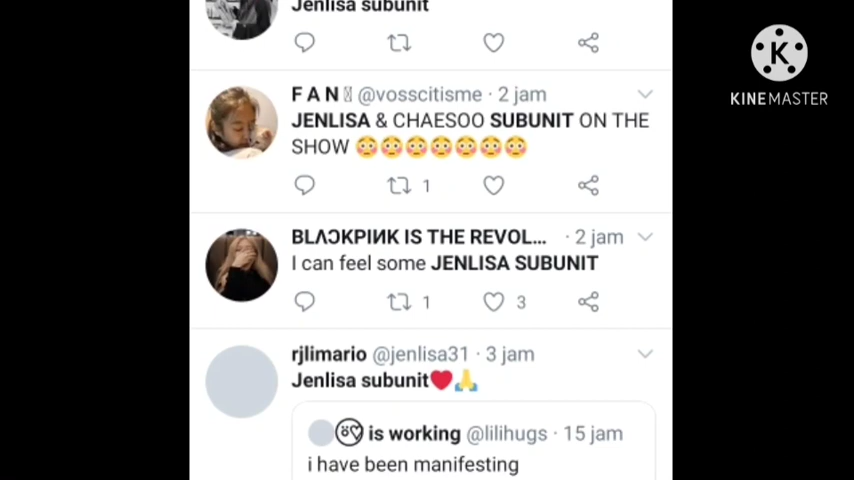 Jenlisa subunit
F A N @vosscitisme · 2 jam
JENLISA & CHAESOO SUBUNIT ON THE
SHOW 😳😳😳😳😳😳😳
1
BLɅƆKPIИK IS THE REVOL... · 2 jam
I can feel some JENLISA SUBUNIT
1 3
rjlimario @jenlisa31 · 3 jam
Jenlisa subunit❤️🙏
is working @lilihugs · 15 jam
i have been manifesting
K
KINEMASTER